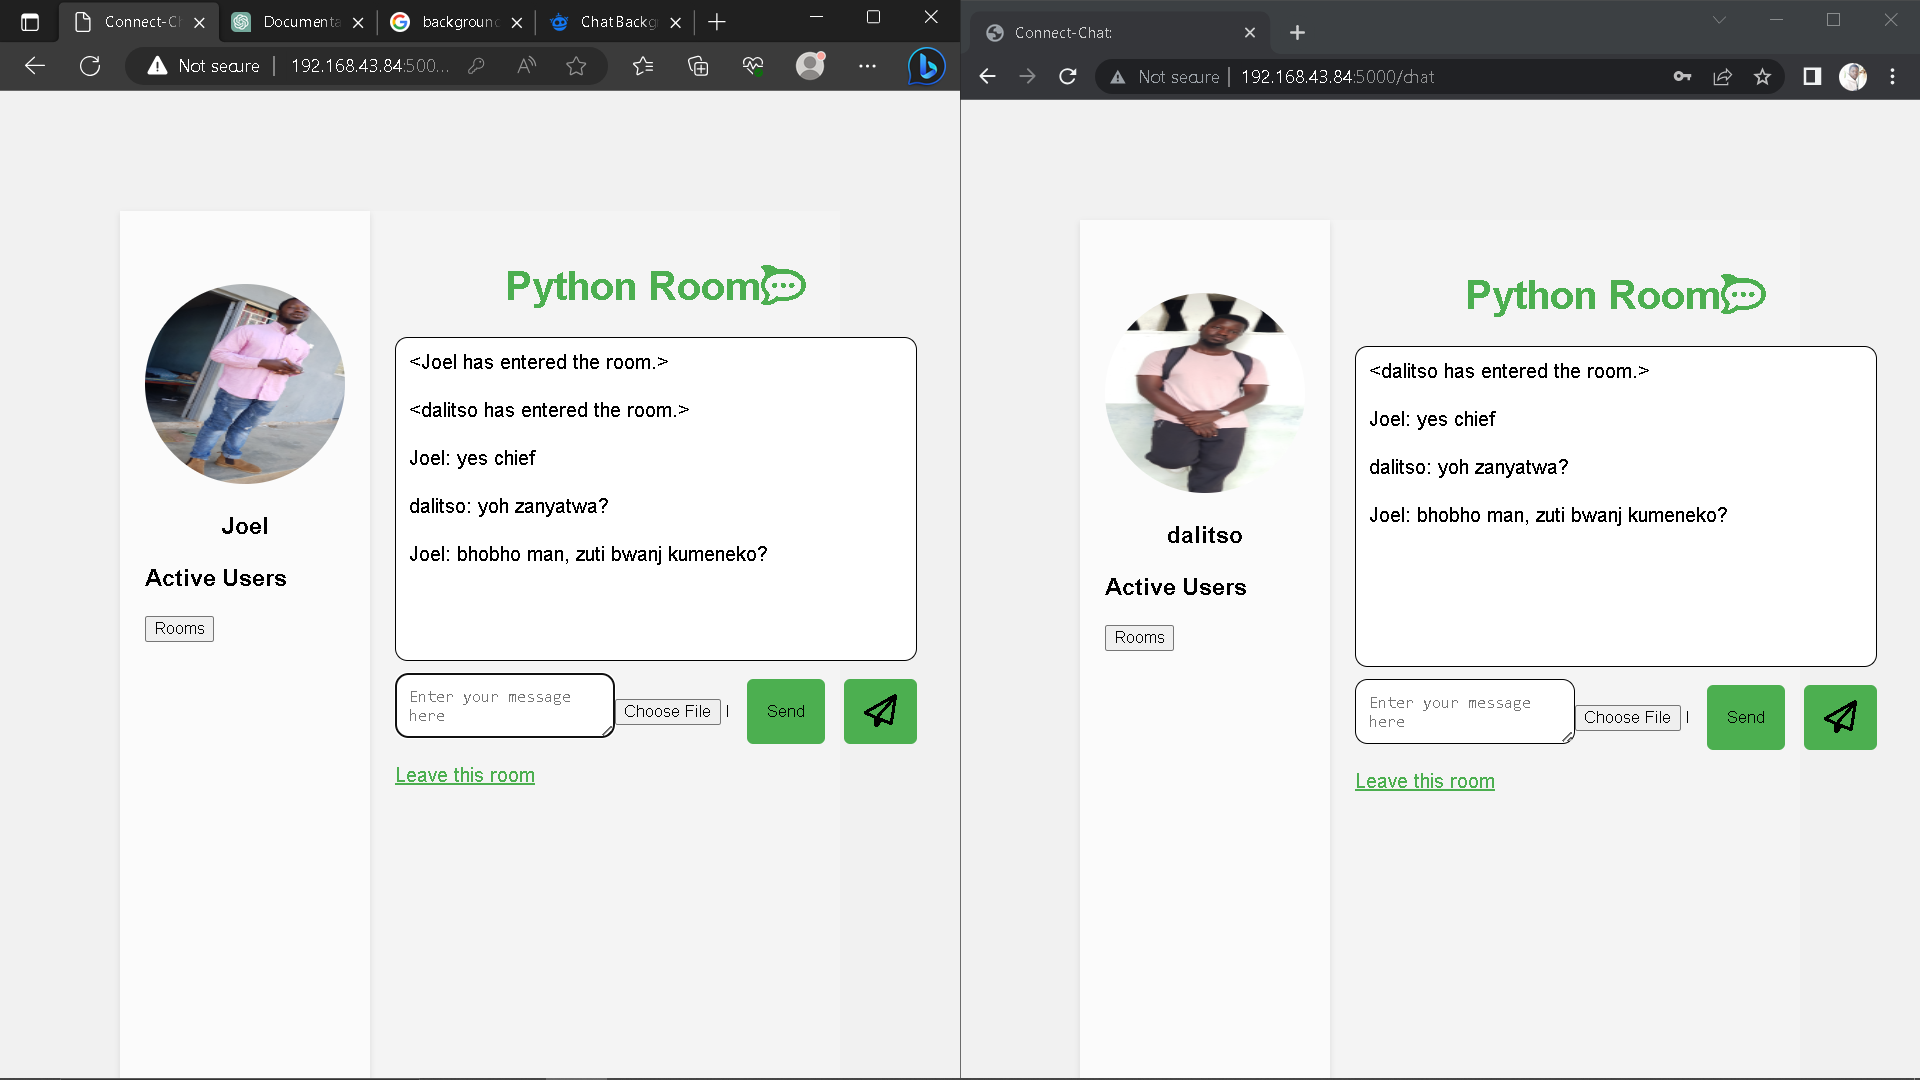 Connect-Ch
Documenta
background
Chat Backg
Not secure
192.168.43.84:500...
Python Room
<Joel has entered the room.>
<dalitso has entered the room.>
Joel: yes chief
dalitso: yoh zanyatwa?
Joel: bhobho man, zuti bwanj kumeneko?
Joel
Active Users
Rooms
Enter your message
here
Choose File
Send
Leave this room
Connect-Chat:
Not secure
192.168.43.84:5000/chat
Python Room
<dalitso has entered the room.>
Joel: yes chief
dalitso: yoh zanyatwa?
Joel: bhobho man, zuti bwanj kumeneko?
dalitso
Active Users
Rooms
Enter your message
here
Choose File
Send
Leave this room